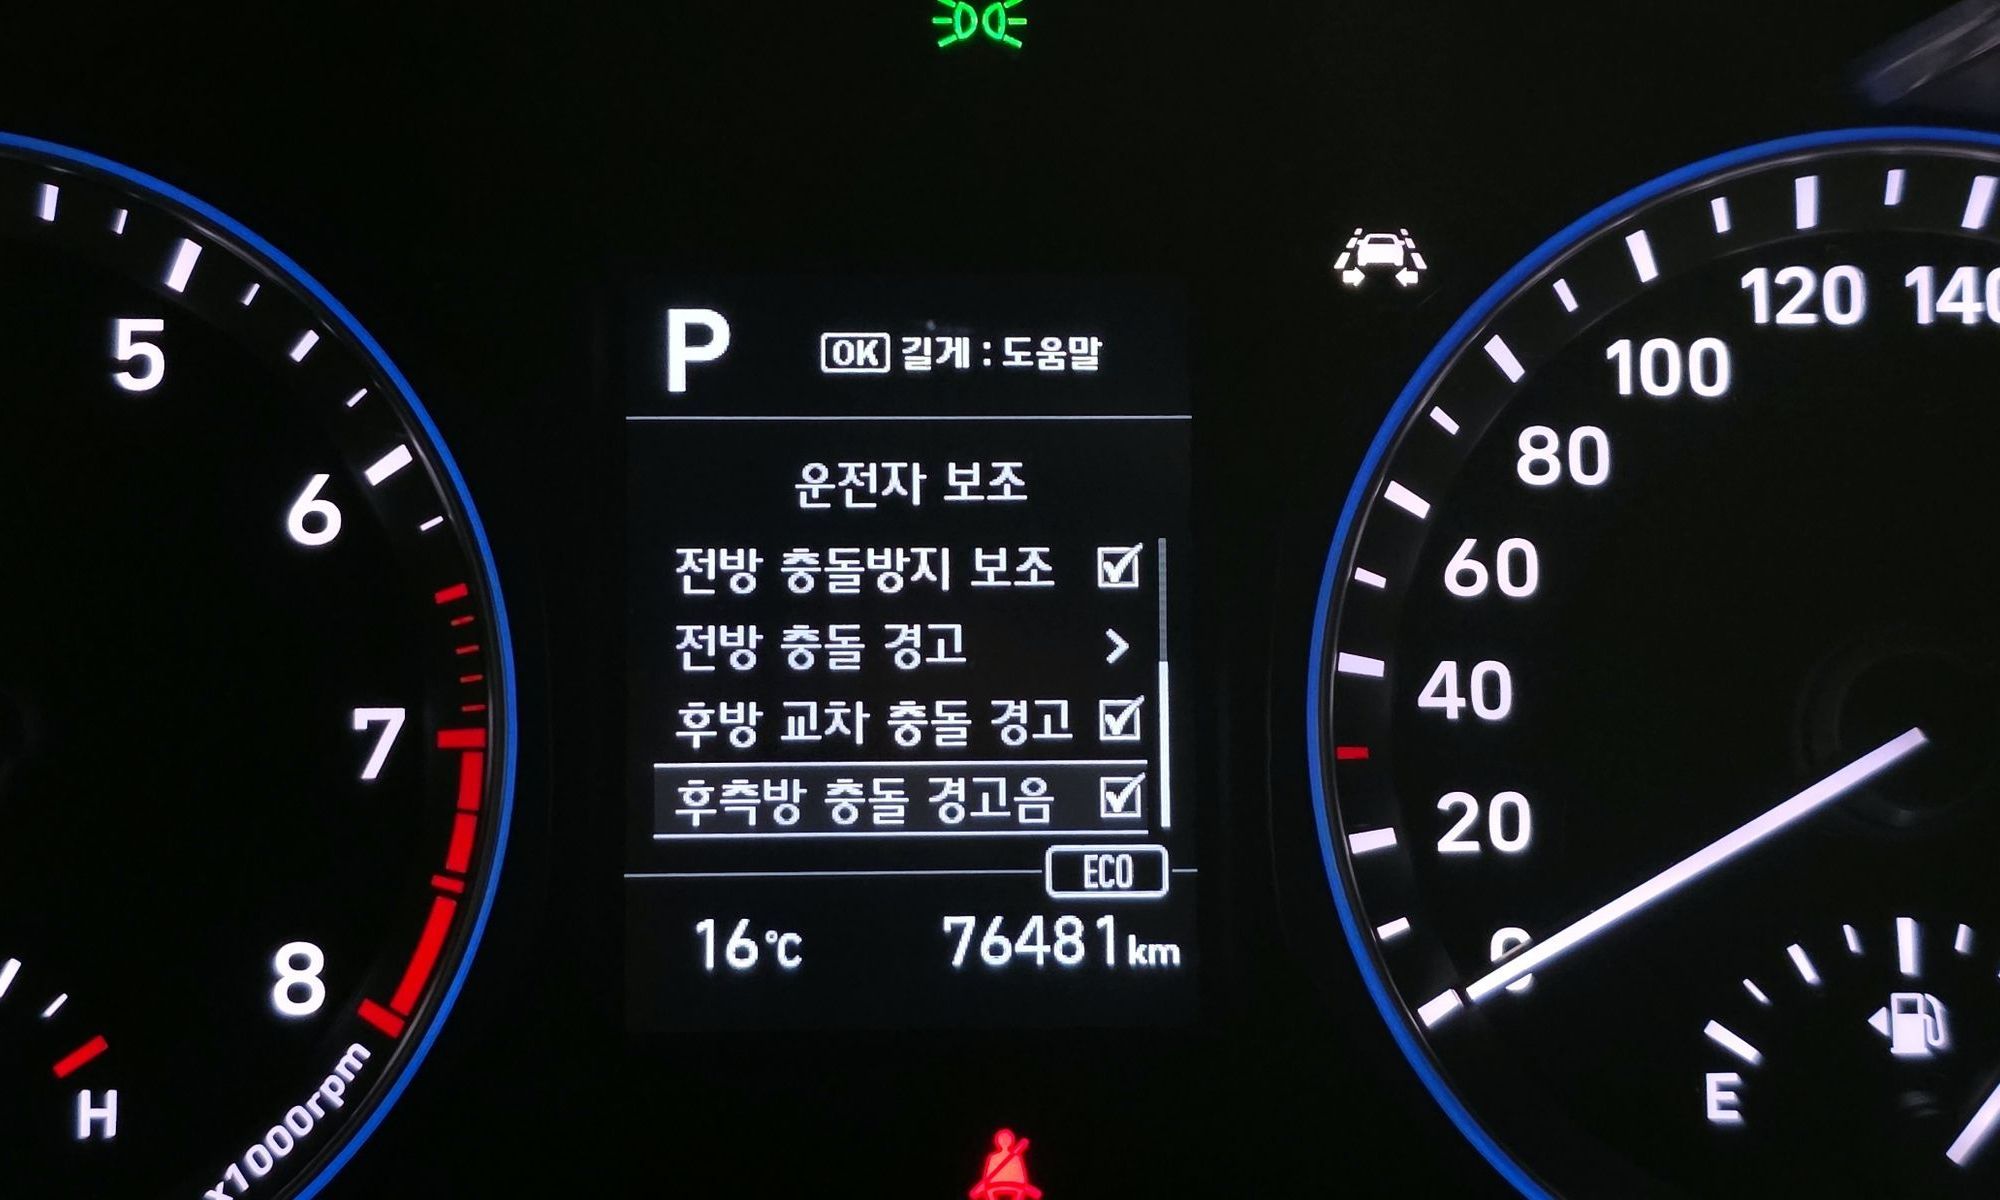 P
OK 길게 : 도움말
운전자 보조
전방 충돌방지 보조
전방 충돌 경고 >
후방 교차 충돌 경고
후측방 충돌 경고음
ECO
16℃ 76481km
5
6
7
8
x1000rpm
H
0
20
40
60
80
100
120
140
E